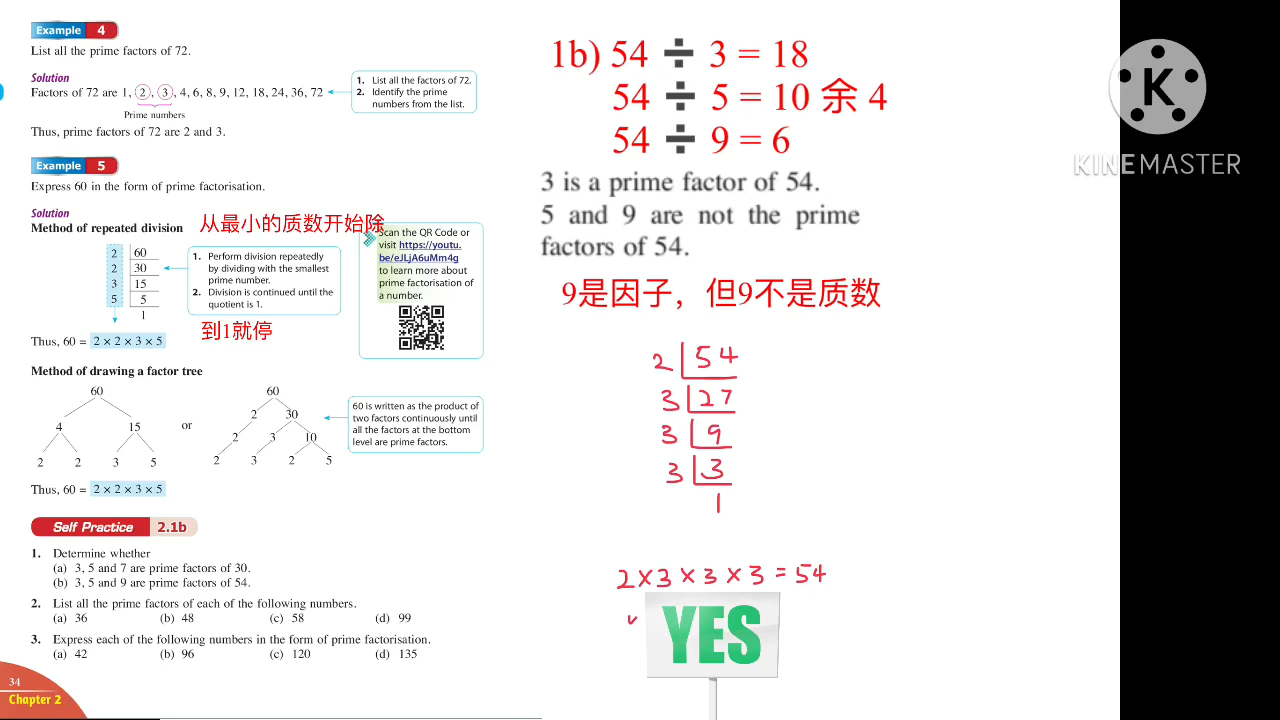 Example 4
List all the prime factors of 72.
Solution
Factors of 72 are 1, 2, 3, 4, 6, 8, 9, 12, 18, 24, 36, 72
Prime numbers
Thus, prime factors of 72 are 2 and 3.
1. List all the factors of 72.
2. Identify the prime
numbers from the list.
Example 5
Express 60 in the form of prime factorisation.
Solution
Method of repeated division
从最小的质数开始除
2 60
2 30
3 15
5 5
1
1. Perform division repeatedly
by dividing with the smallest
prime number.
2. Division is continued until the
quotient is 1.
到1就停
Thus, 60 = 2 × 2 × 3 × 5
Scan the QR Code or
visit https://youtu.
be/eJLjA6uMm4g
to learn more about
prime factorisation of
a number.
Method of drawing a factor tree
60
4 15
2 2 3 5
or
60
2 30
2 3 10
2 3 2 5
60 is written as the product of
two factors continuously until
all the factors at the bottom
level are prime factors.
Thus, 60 = 2 × 2 × 3 × 5
Self Practice 2.1b
1. Determine whether
(a) 3, 5 and 7 are prime factors of 30.
(b) 3, 5 and 9 are prime factors of 54.
2. List all the prime factors of each of the following numbers.
(a) 36 (b) 48 (c) 58 (d) 99
3. Express each of the following numbers in the form of prime factorisation.
(a) 42 (b) 96 (c) 120 (d) 135
34
Chapter 2
1b) 54 ÷ 3 = 18
54 ÷ 5 = 10 余 4
54 ÷ 9 = 6
3 is a prime factor of 54.
5 and 9 are not the prime
factors of 54.
9是因子，但9不是质数
2 54
3 27
3 9
3 3
1
2 × 3 × 3 × 3 = 54
YES
K
KINEMASTER